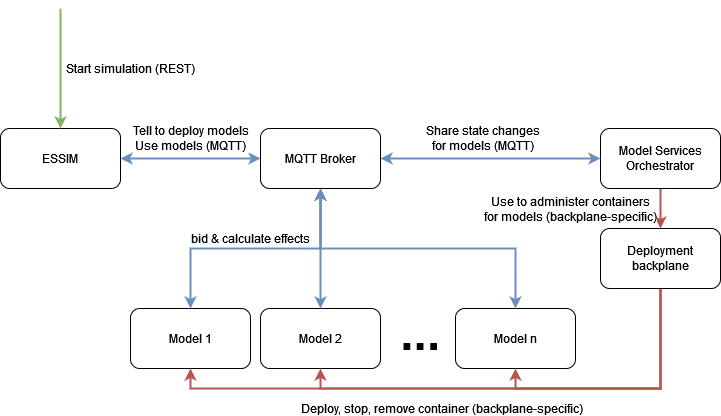 Start simulation (REST)
Tell to deploy models
Use models (MQTT)
Share state changes
for models (MQTT)
ESSIM
MQTT Broker
Model Services
Orchestrator
Use to administer containers
for models (backplane-specific)
bid & calculate effects
Deployment
backplane
Model 1
Model 2
...
Model n
Deploy, stop, remove container (backplane-specific)